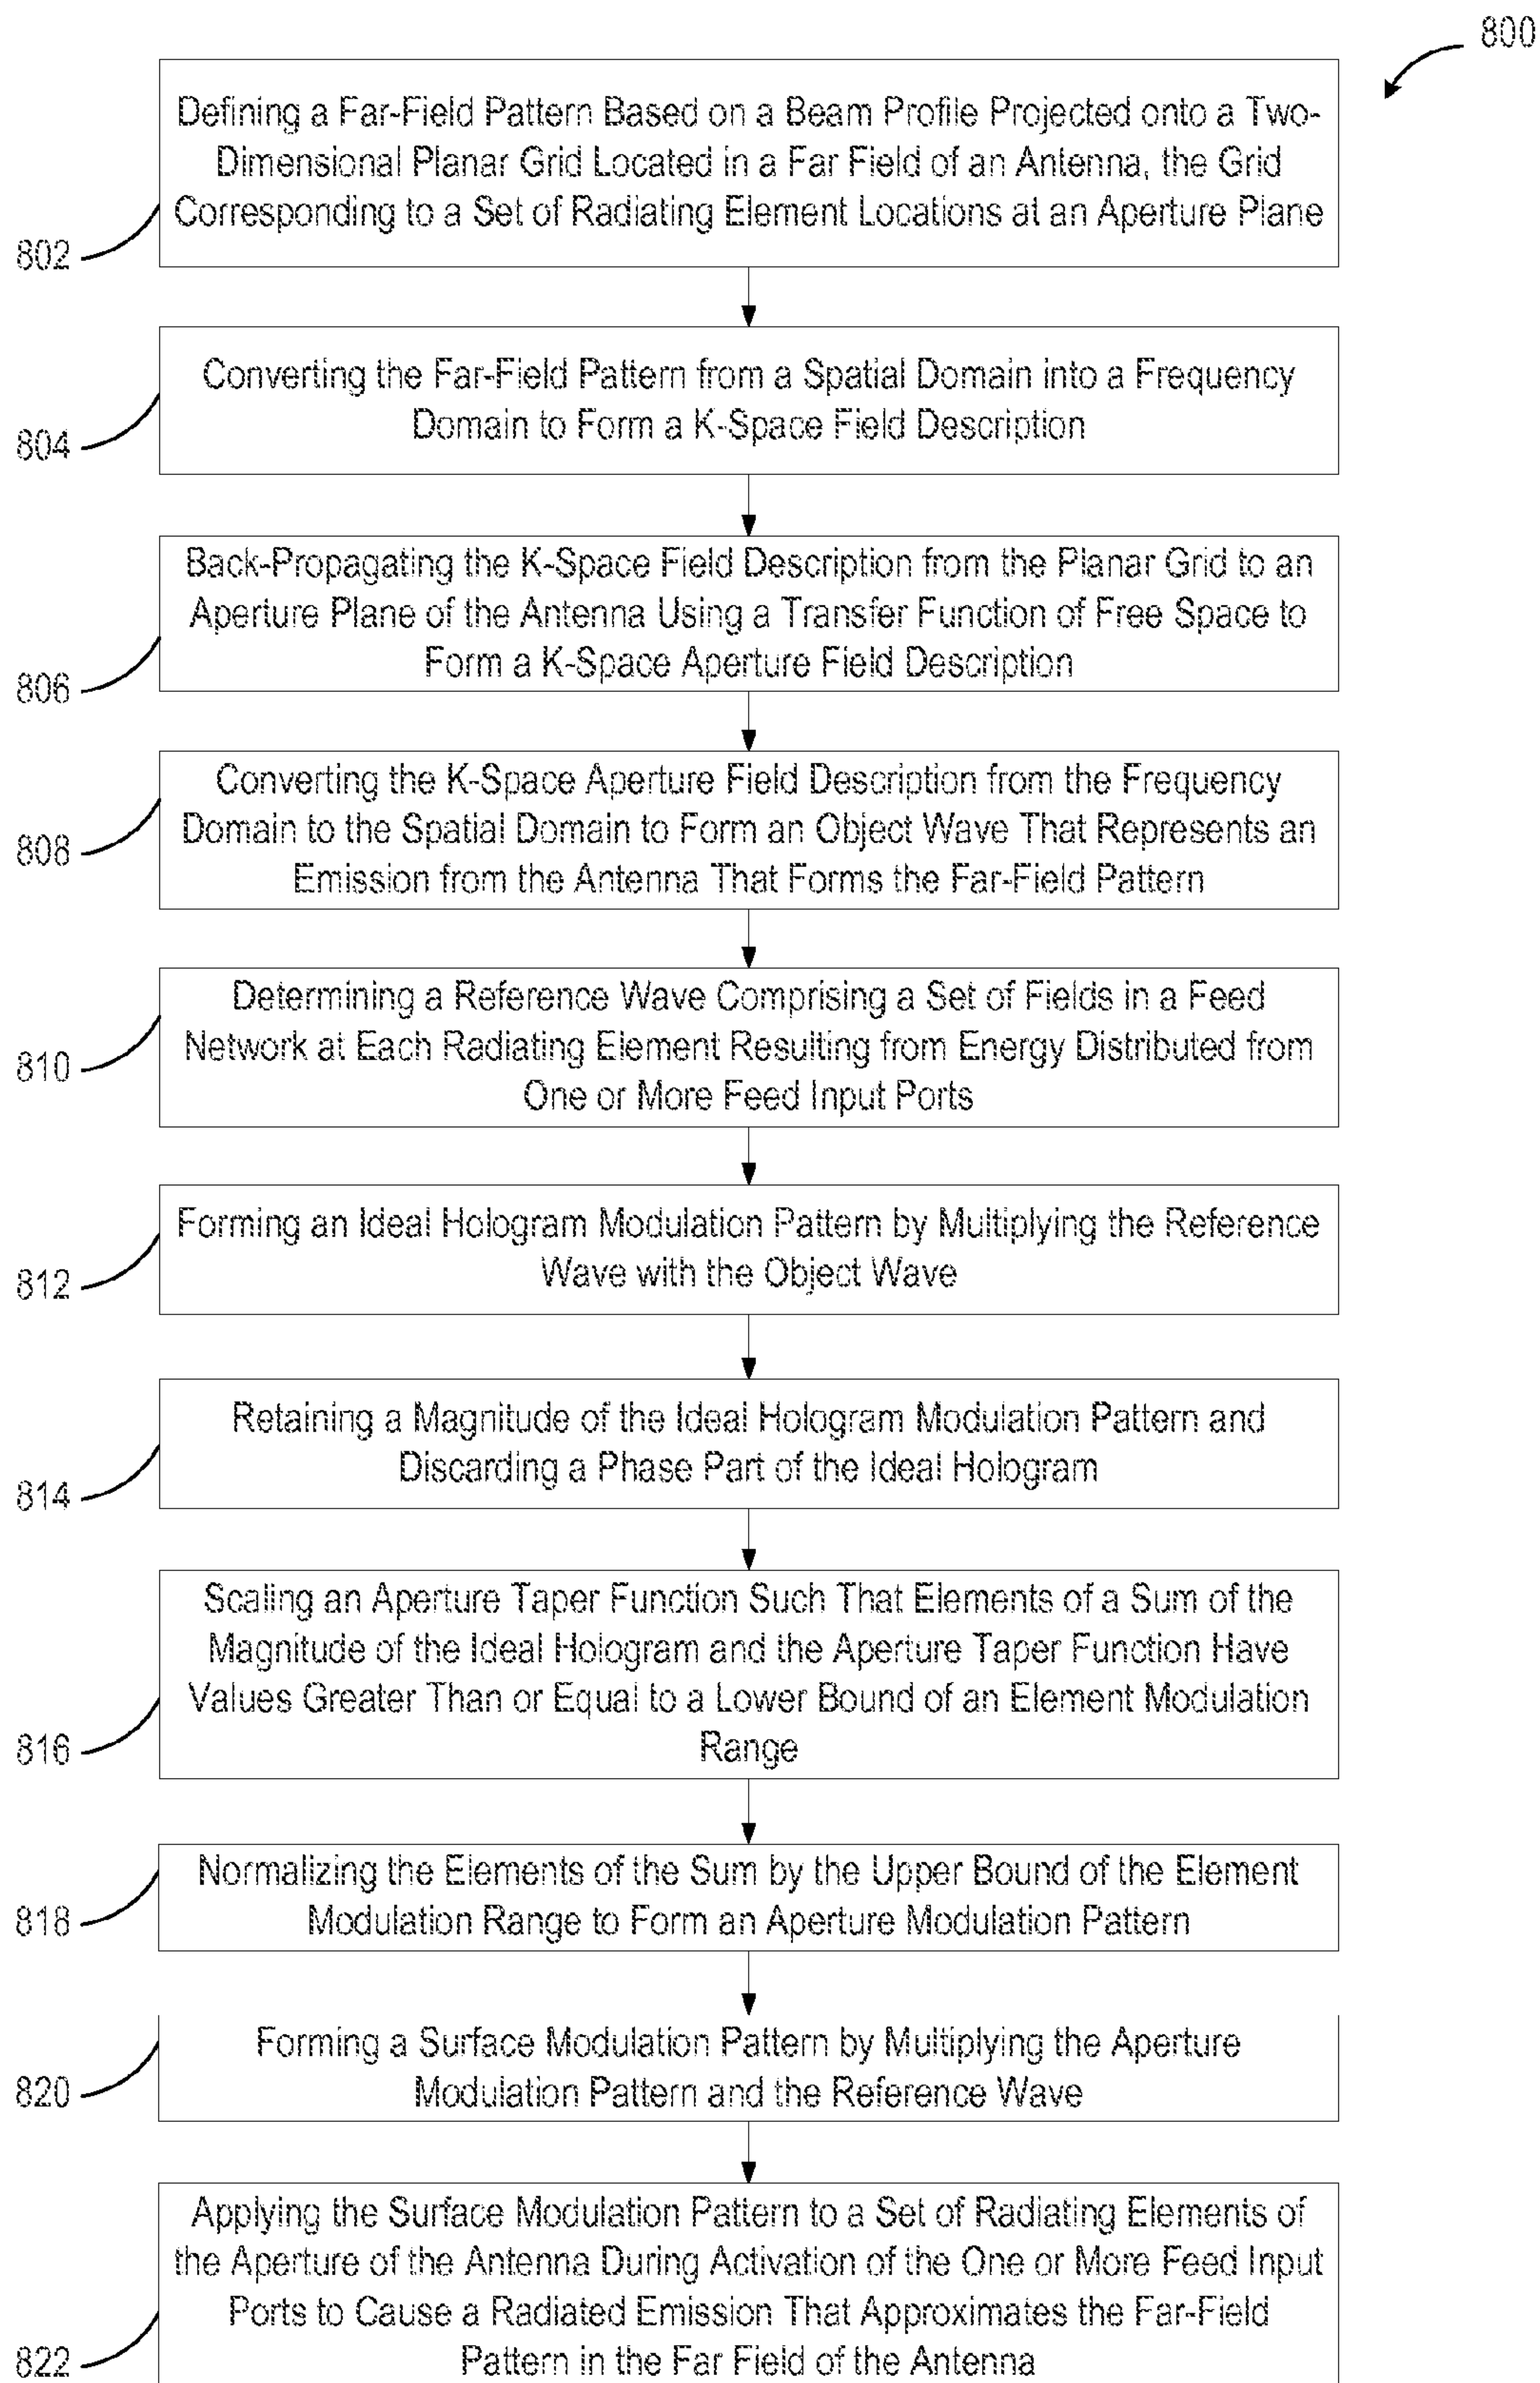 800
Defining a Far-Field Pattern Based on a Beam Profile Projected onto a Two-
Dimensional Planar Grid Located in a Far Field of an Antenna, the Grid
Corresponding to a Set of Radiating Element Locations at an Aperture Plane
802
Converting the Far-Field Pattern from a Spatial Domain into a Frequency
Domain to Form a K-Space Field Description
804
Back-Propagating the K-Space Field Description from the Planar Grid to an
Aperture Plane of the Antenna Using a Transfer Function of Free Space to
Form a K-Space Aperture Field Description
806
Converting the K-Space Aperture Field Description from the Frequency
Domain to the Spatial Domain to Form an Object Wave That Represents an
Emission from the Antenna That Forms the Far-Field Pattern
808
Determining a Reference Wave Comprising a Set of Fields in a Feed
Network at Each Radiating Element Resulting from Energy Distributed from
One or More Feed Input Ports
810
Forming an Ideal Hologram Modulation Pattern by Multiplying the Reference
Wave with the Object Wave
812
Retaining a Magnitude of the Ideal Hologram Modulation Pattern and
Discarding a Phase Part of the Ideal Hologram
814
Scaling an Aperture Taper Function Such That Elements of a Sum of the
Magnitude of the Ideal Hologram and the Aperture Taper Function Have
Values Greater Than or Equal to a Lower Bound of an Element Modulation
Range
816
Normalizing the Elements of the Sum by the Upper Bound of the Element
Modulation Range to Form an Aperture Modulation Pattern
818
Forming a Surface Modulation Pattern by Multiplying the Aperture
Modulation Pattern and the Reference Wave
820
Applying the Surface Modulation Pattern to a Set of Radiating Elements of
the Aperture of the Antenna During Activation of the One or More Feed Input
Ports to Cause a Radiated Emission That Approximates the Far-Field
Pattern in the Far Field of the Antenna
822